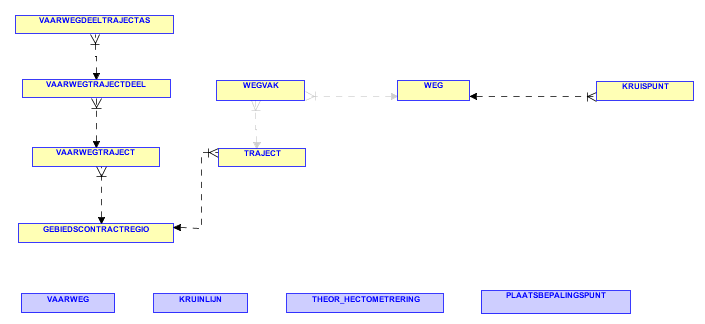 VAARWEGDEELTRAJECTAS
VAARWEGTRAJECTDEEL
WEGVAK
WEG
KRUISPUNT
VAARWEGTRAJECT
TRAJECT
GEBIEDSCONTRACTREGIO
VAARWEG
KRUINLIJN
THEOR_HECTOMETRERING
PLAATSBEPALINGSPUNT